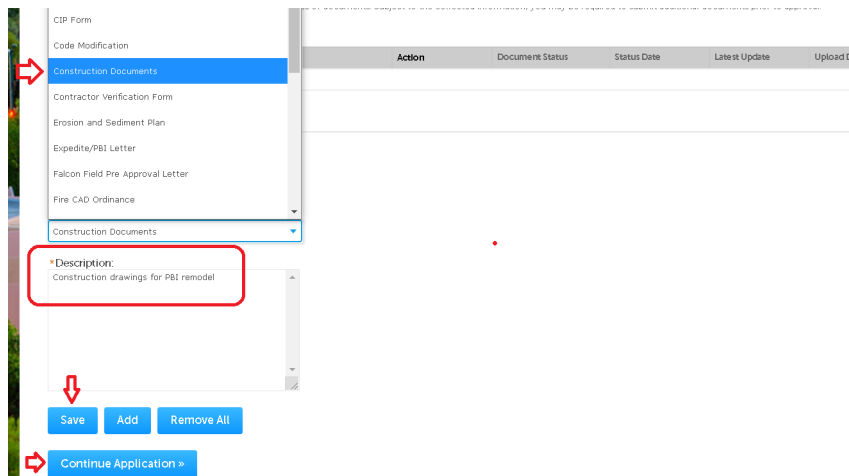 CIP Form
Code Modification
Construction Documents
Contractor Verification Form
Erosion and Sediment Plan
Expedite/PBI Letter
Falcon Field Pre Approval Letter
Fire CAD Ordinance
Action Document Status Status Date Latest Update Upload D
Construction Documents
*Description:
Construction drawings for PBI remodel
Save Add Remove All
Continue Application »